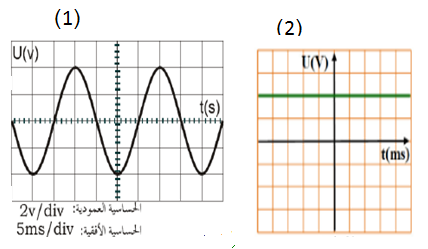 (1)
(2)
U(v)
t(s)
U(V)
t(ms)
2v/div :الحساسية العمودية
5ms/div :الحساسية الأفقية